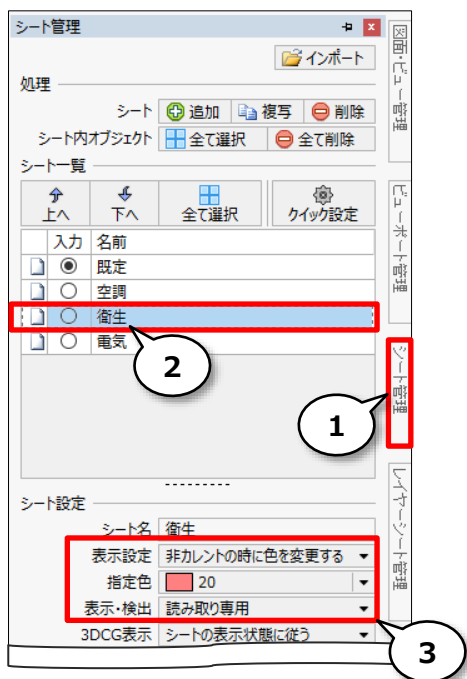 シート管理
インポート
処理
シート 追加 複写 削除
シート内オブジェクト 全て選択 全て削除
シート一覧
上へ 下へ 全て選択 クイック設定
入力 名前
既定
空調
衛生
電気
2
1
シート設定
シート名 衛生
表示設定 非カレントの時に色を変更する
指定色 20
表示・検出 読み取り専用
3DCG表示 シートの表示状態に従う
3
図面・ビュー管理
ビューポート管理
シート管理
レイヤーシート管理